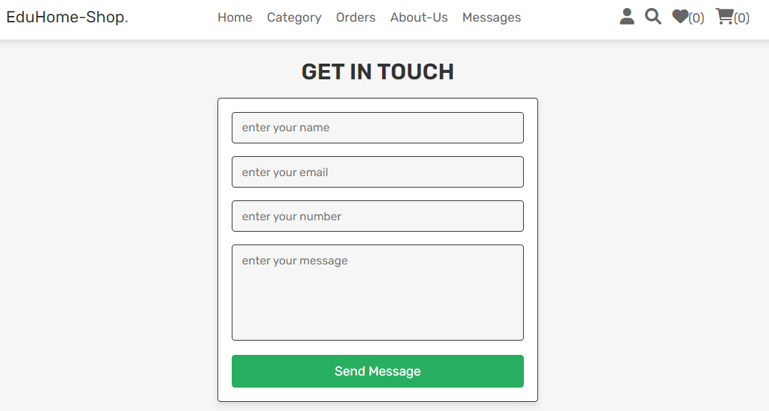 EduHome-Shop.
Home Category Orders About-Us Messages
(0) (0)
GET IN TOUCH
enter your name
enter your email
enter your number
enter your message
Send Message